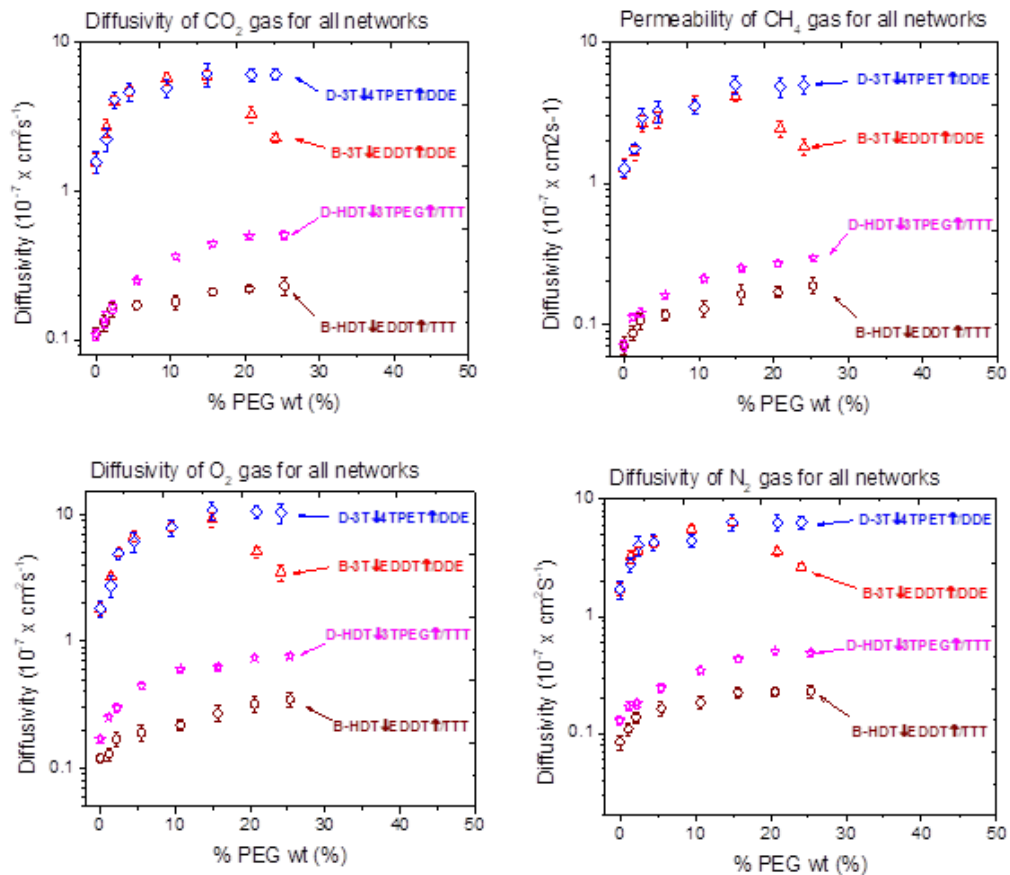 Diffusivity of CO₂ gas for all networks
10
1
0.1
Diffusivity (10⁻⁷ x cm²s⁻¹)
D-3T↓4TPET↑/DDE
B-3T↓EDDT↑/DDE
D-HDT↓3TPEG↑/TTT
B-HDT↓EDDT↑/TTT
0 10 20 30 40 50
% PEG wt (%)
Permeability of CH₄ gas for all networks
10
1
0.1
Diffusivity (10⁻⁷ x cm2s-1)
D-3T↓4TPET↑/DDE
B-3T↓EDDT↑/DDE
D-HDT↓3TPEG↑/TTT
B-HDT↓EDDT↑/TTT
0 10 20 30 40 50
% PEG wt (%)
Diffusivity of O₂ gas for all networks
10
1
0.1
Diffusivity (10⁻⁷ x cm²s⁻¹)
D-3T↓4TPET↑/DDE
B-3T↓EDDT↑/DDE
D-HDT↓3TPEG↑/TTT
B-HDT↓EDDT↑/TTT
0 10 20 30 40 50
% PEG wt (%)
Diffusivity of N₂ gas for all networks
10
1
0.1
Diffusivity (10⁻⁷ x cm²S⁻¹)
D-3T↓4TPET↑/DDE
B-3T↓EDDT↑/DDE
D-HDT↓3TPEG↑/TTT
B-HDT↓EDDT↑/TTT
0 10 20 30 40 50
% PEG wt (%)